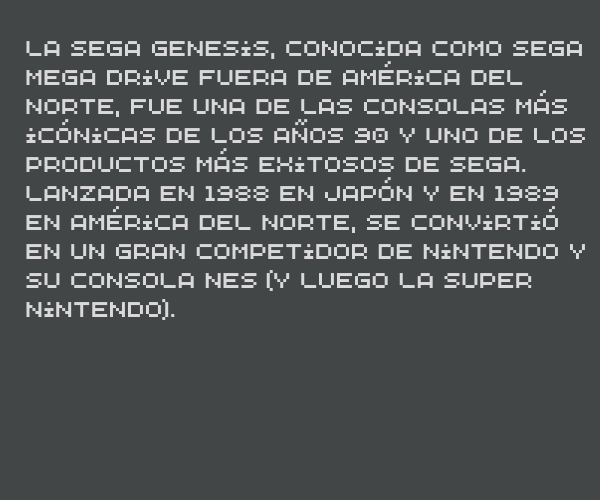 LA SEGA GENESiS, CONOCiDA COMO SEGA
MEGA DRiVE FUERA DE AMÉRiCA DEL
NORTE, FUE UNA DE LAS CONSOLAS MÁS
iCÓNiCAS DE LOS AÑOS 90 Y UNO DE LOS
PRODUCTOS MÁS EXiTOSOS DE SEGA.
LANZADA EN 1988 EN JAPÓN Y EN 1989
EN AMÉRiCA DEL NORTE, SE CONViRTiÓ
EN UN GRAN COMPETiDOR DE NiNTENDO Y
SU CONSOLA NES (Y LUEGO LA SUPER
NiNTENDO).